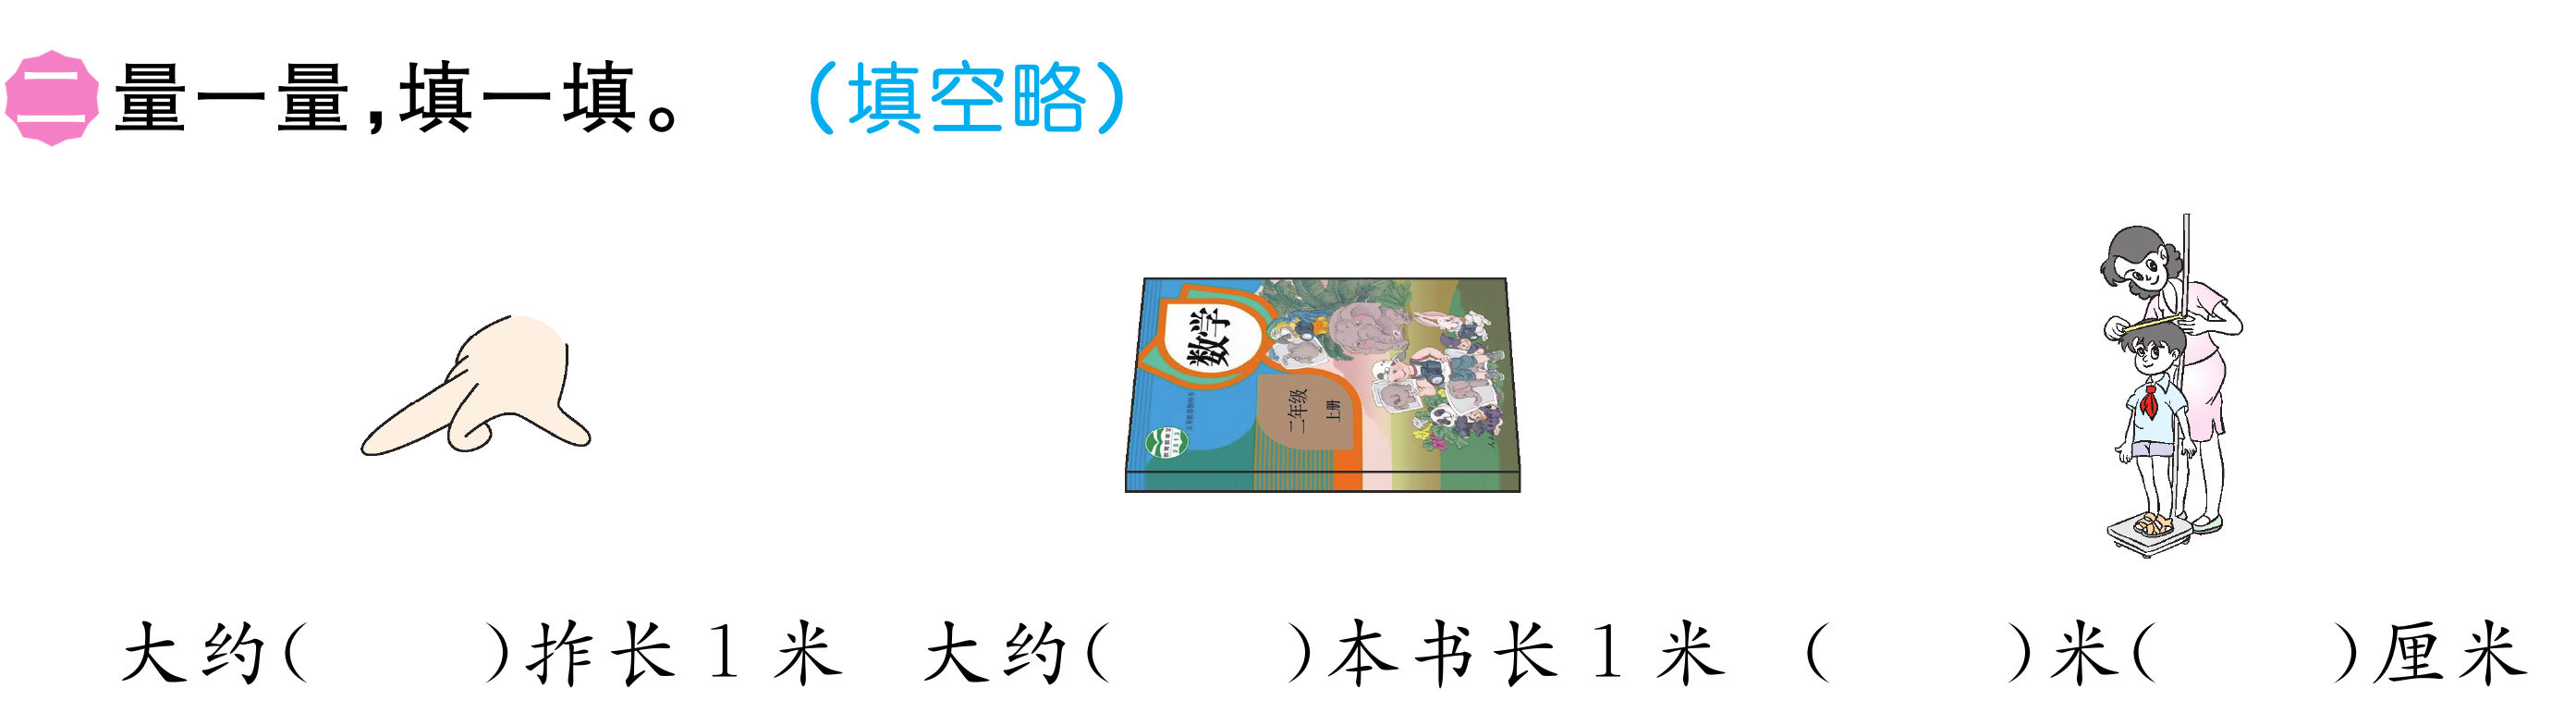 二 量一量,填一填。 (填空略)
数学
二年级
上册
大约(  )拃长1米 大约(  )本书长1米 (  )米(  )厘米